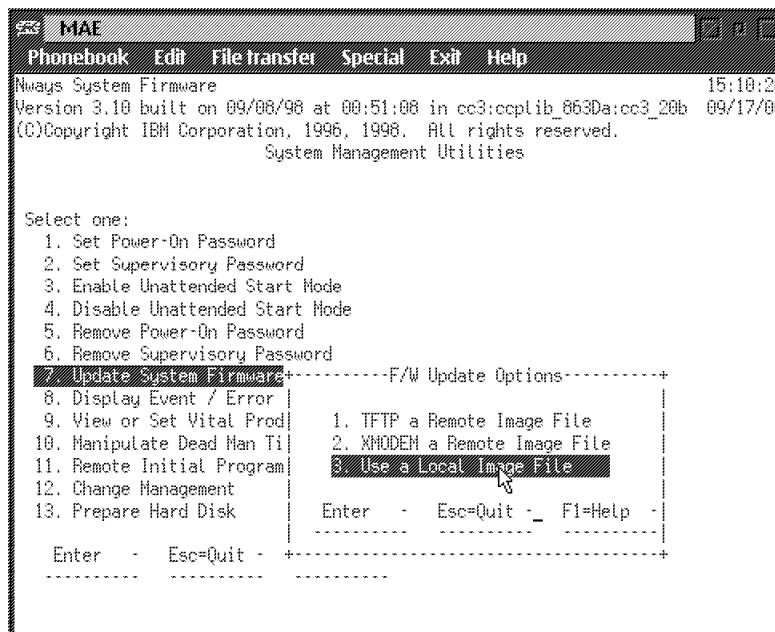 MAE
Phonebook Edit File transfer Special Exit Help
Nways System Firmware 15:10:2
Version 3.10 built on 09/08/98 at 00:51:08 in cc3:ccplib_863Da:cc3_20b 09/17/0
(C)Copyright IBM Corporation, 1996, 1998. All rights reserved.
System Management Utilities
Select one:
1. Set Power-On Password
2. Set Supervisory Password
3. Enable Unattended Start Mode
4. Disable Unattended Start Mode
5. Remove Power-On Password
6. Remove Supervisory Password
7. Update System Firmware
8. Display Event / Error
9. View or Set Vital Prod
10. Manipulate Dead Man Ti
11. Remote Initial Program
12. Change Management
13. Prepare Hard Disk
Enter - Esc=Quit -
F/W Update Options
1. TFTP a Remote Image File
2. XMODEM a Remote Image File
3. Use a Local Image File
Enter - Esc=Quit -_ F1=Help -